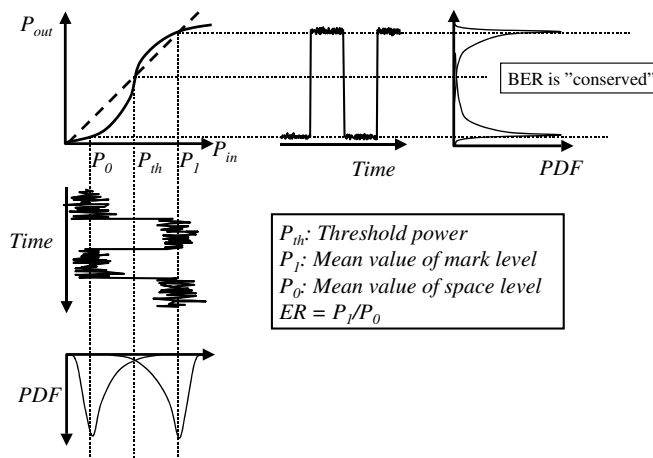 P_out
BER is ”conserved”
P_0
P_th
P_1
P_in
Time
PDF
Time
P_th: Threshold power
P_1: Mean value of mark level
P_0: Mean value of space level
ER = P_1/P_0
PDF